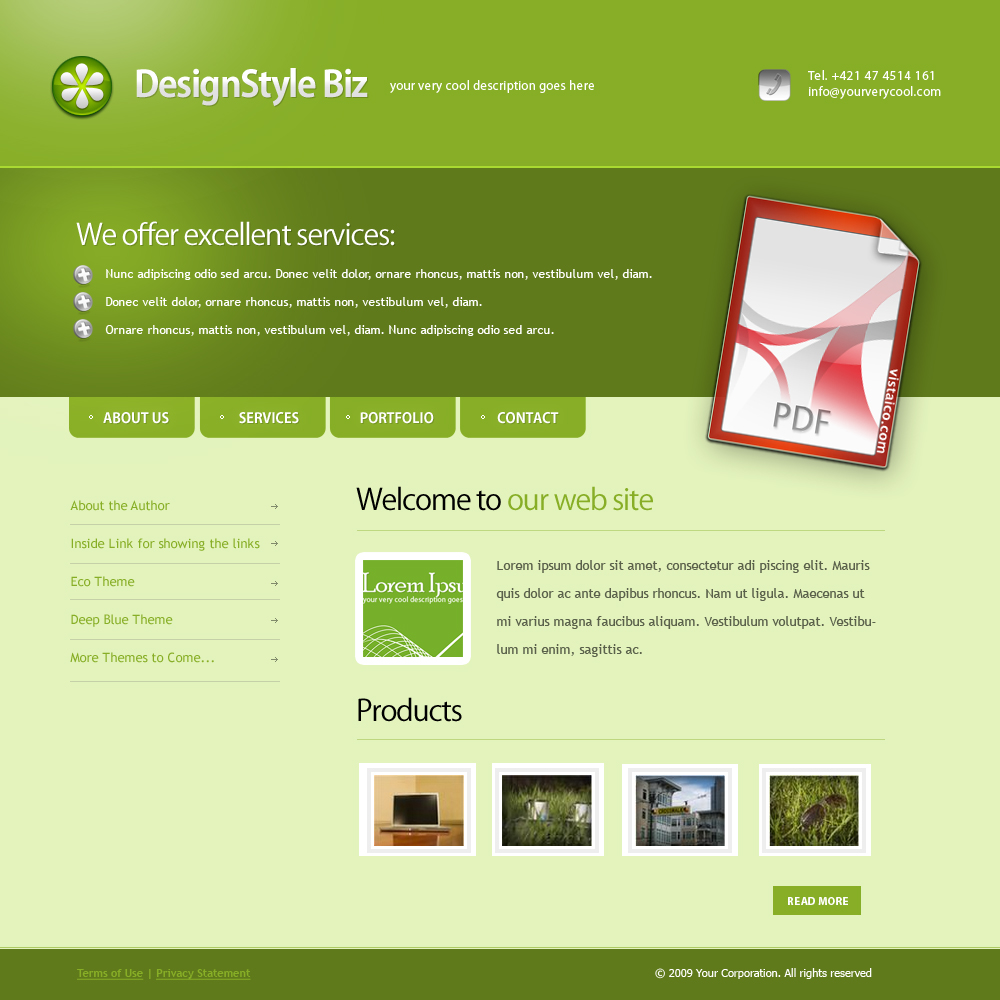 DesignStyle Biz
your very cool description goes here
Tel. +421 47 4514 161
info@yourverycool.com
We offer excellent services:
Nunc adipiscing odio sed arcu. Donec velit dolor, ornare rhoncus, mattis non, vestibulum vel, diam.
Donec velit dolor, ornare rhoncus, mattis non, vestibulum vel, diam.
Ornare rhoncus, mattis non, vestibulum vel, diam. Nunc adipiscing odio sed arcu.
PDF
vistaico.com
ABOUT US
SERVICES
PORTFOLIO
CONTACT
About the Author
Inside Link for showing the links
Eco Theme
Deep Blue Theme
More Themes to Come...
Welcome to our web site
Lorem Ipsu
your very cool description goes
Lorem ipsum dolor sit amet, consectetur adi piscing elit. Mauris
quis dolor ac ante dapibus rhoncus. Nam ut ligula. Maecenas ut
mi varius magna faucibus aliquam. Vestibulum volutpat. Vestibu-
lum mi enim, sagittis ac.
Products
READ MORE
Terms of Use | Privacy Statement
© 2009 Your Corporation. All rights reserved